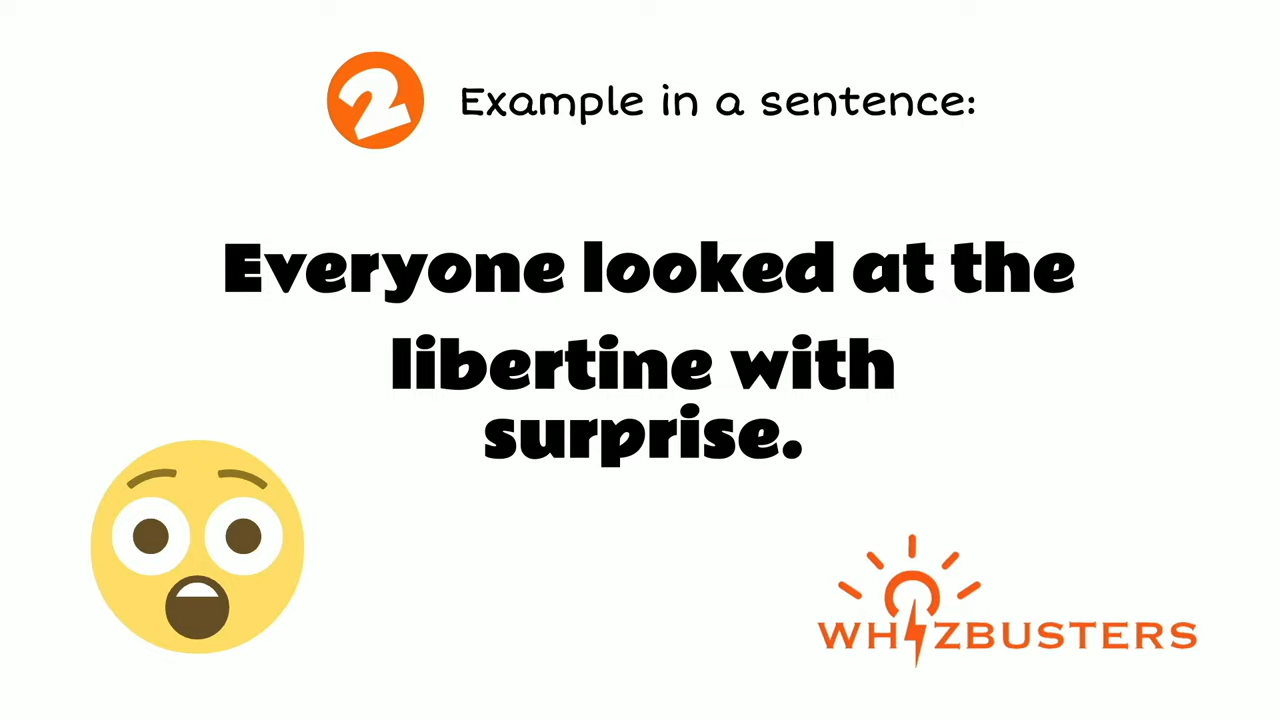 2 Example in a sentence:
Everyone looked at the
libertine with
surprise.
WHIZBUSTERS